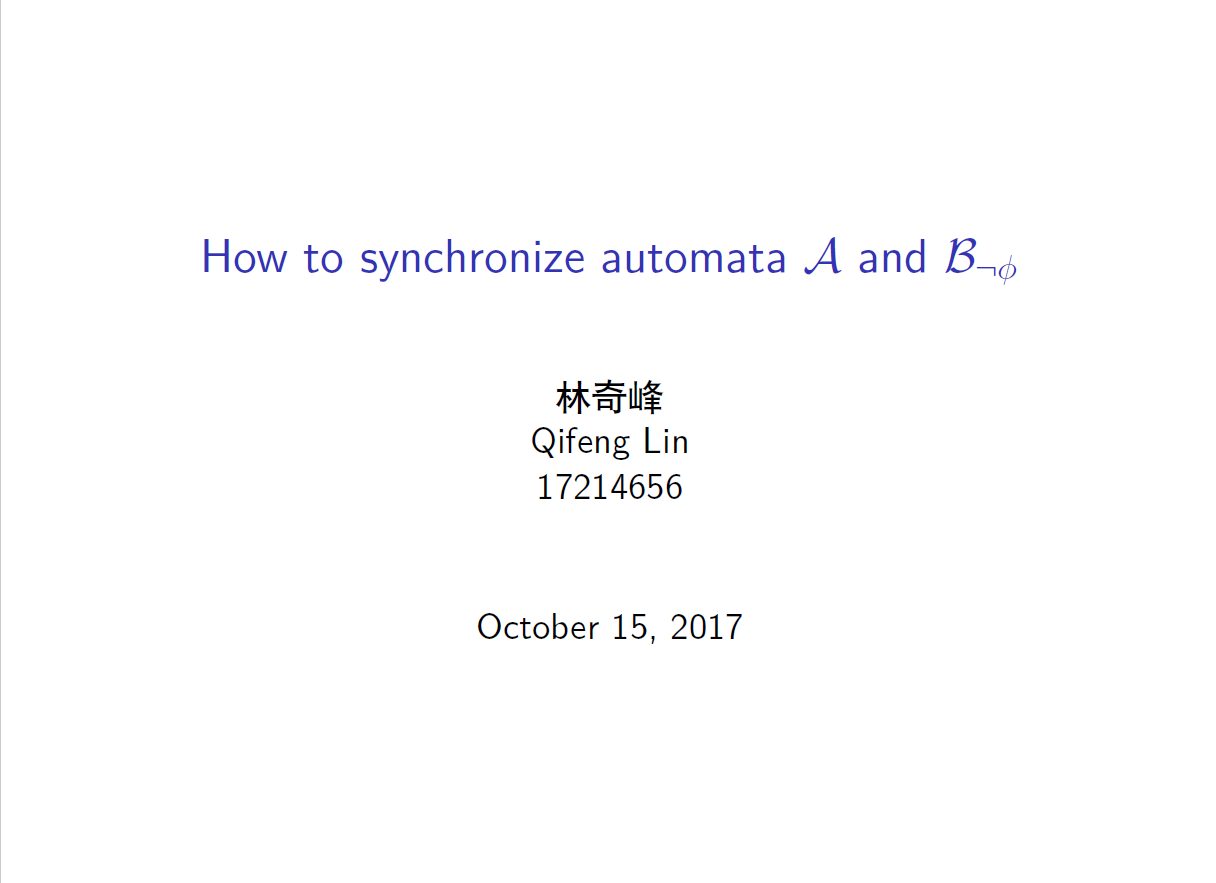 How to synchronize automata 𝒜 and ℬ¬ϕ
林奇峰
Qifeng Lin
17214656
October 15, 2017